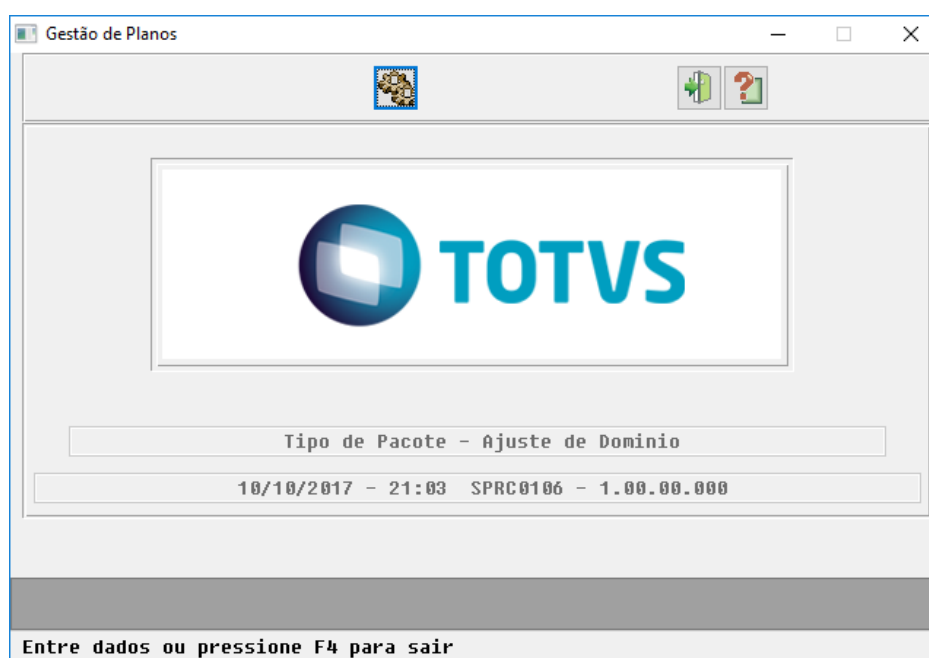 Gestão de Planos
TOTVS
Tipo de Pacote - Ajuste de Dominio
10/10/2017 - 21:03 SPRC0106 - 1.00.00.000
Entre dados ou pressione F4 para sair